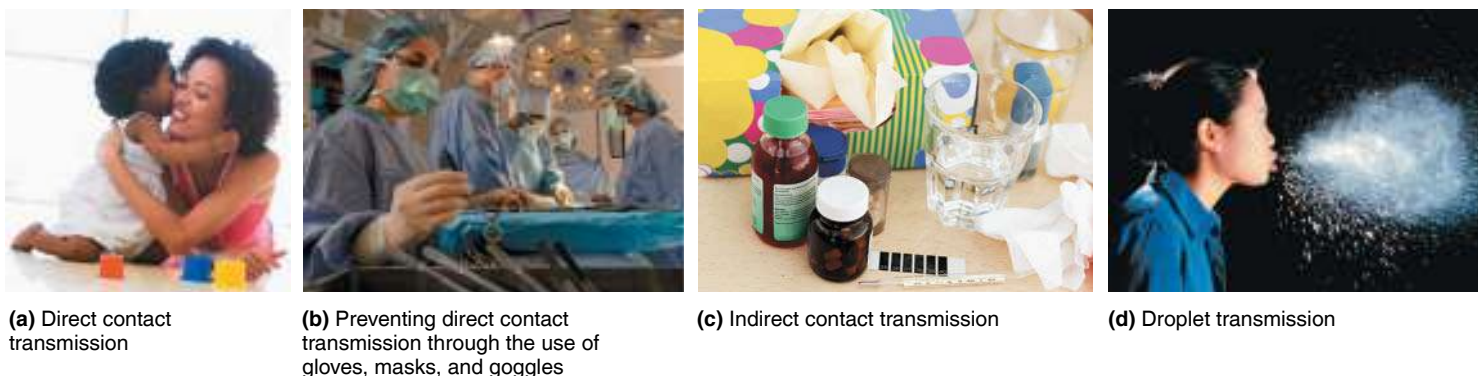 (a) Direct contact
transmission
(b) Preventing direct contact
transmission through the use of
gloves, masks, and goggles
(c) Indirect contact transmission
(d) Droplet transmission